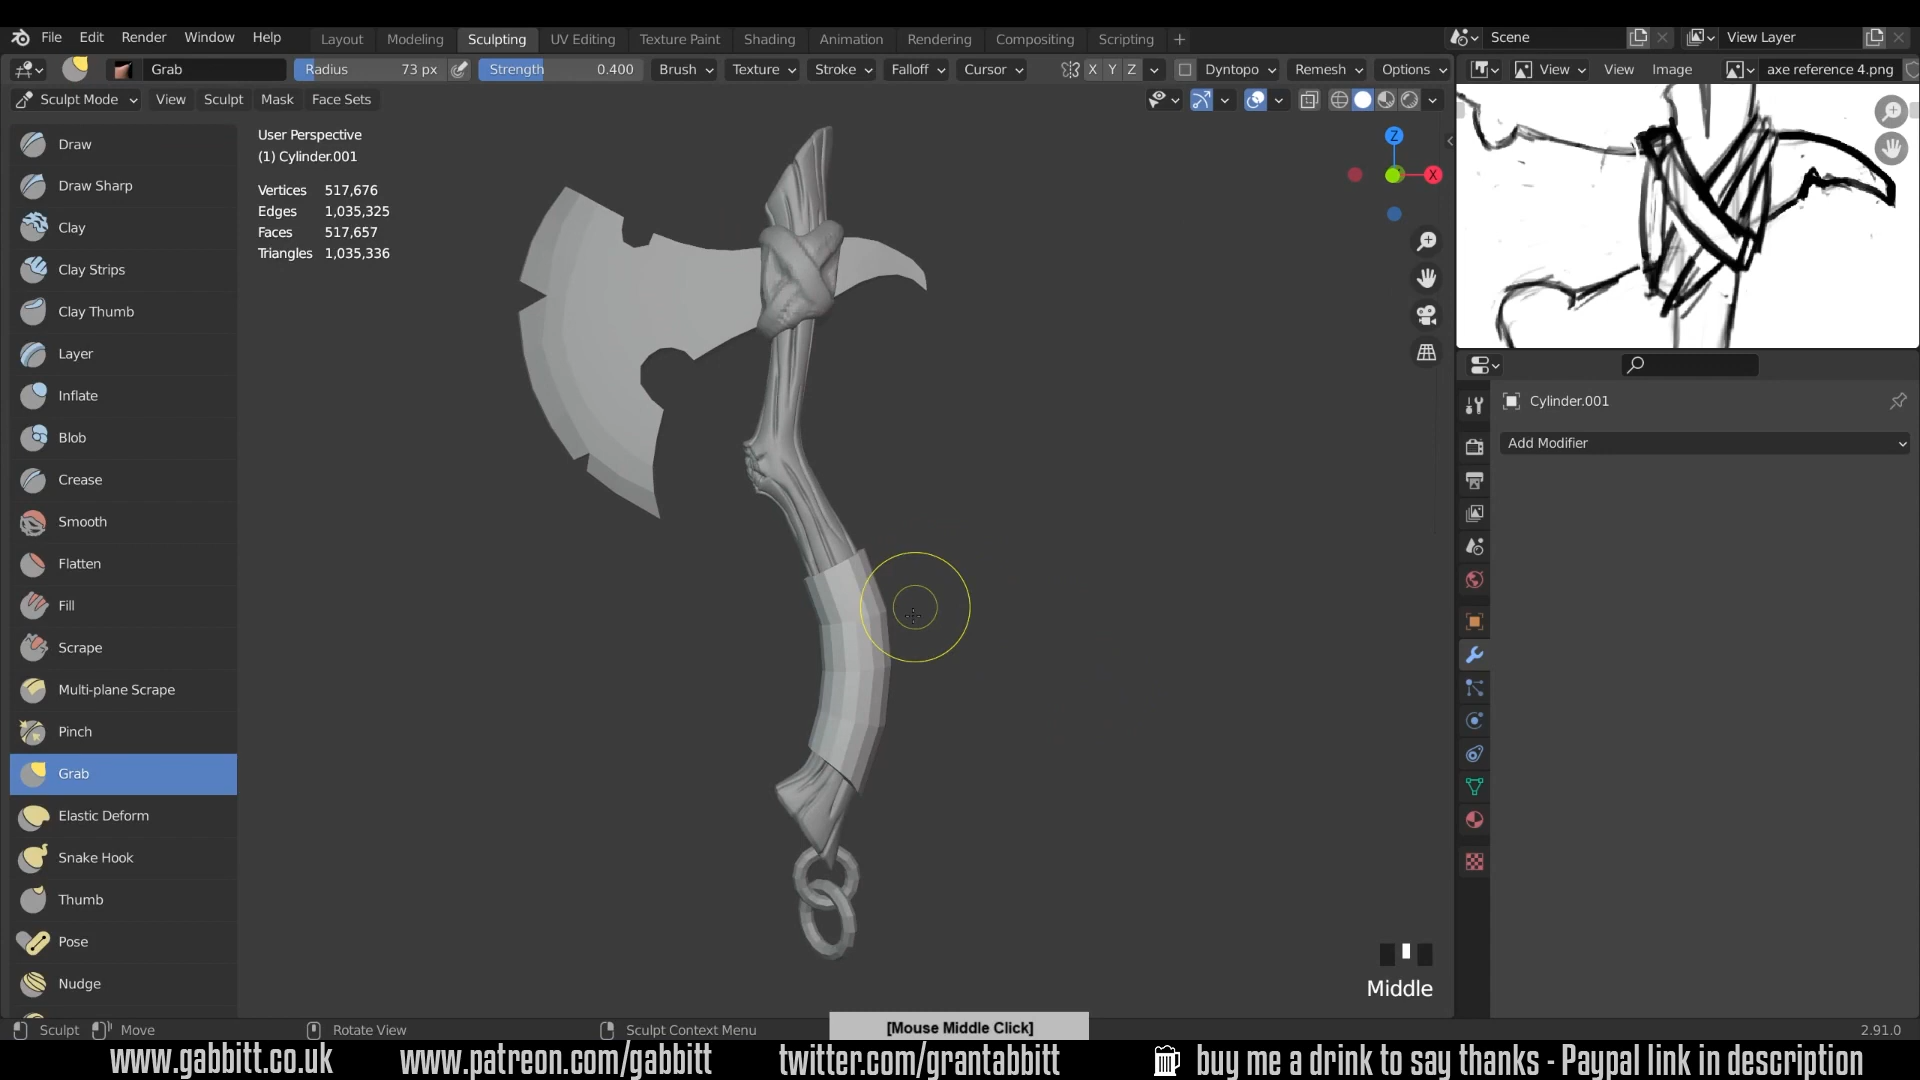 File Edit Render Window Help Layout Modeling Sculpting UV Editing Texture Paint Shading Animation Rendering Compositing Scripting + Scene View Layer
Grab Radius 73 px Strength 0.400 Brush Texture Stroke Falloff Cursor X Y Z Dyntopo Remesh Options View View Image axe reference 4.png
Sculpt Mode View Sculpt Mask Face Sets
User Perspective
(1) Cylinder.001
Vertices 517,676
Edges 1,035,325
Faces 517,657
Triangles 1,035,336
Z
X
Draw
Draw Sharp
Clay
Clay Strips
Clay Thumb
Layer
Inflate
Blob
Crease
Smooth
Flatten
Fill
Scrape
Multi-plane Scrape
Pinch
Grab
Elastic Deform
Snake Hook
Thumb
Pose
Nudge
Cylinder.001
Add Modifier
Middle
Sculpt Move Rotate View Sculpt Context Menu [Mouse Middle Click] 2.91.0
www.gabbitt.co.uk www.patreon.com/gabbitt twitter.com/grantabbitt buy me a drink to say thanks - Paypal link in description